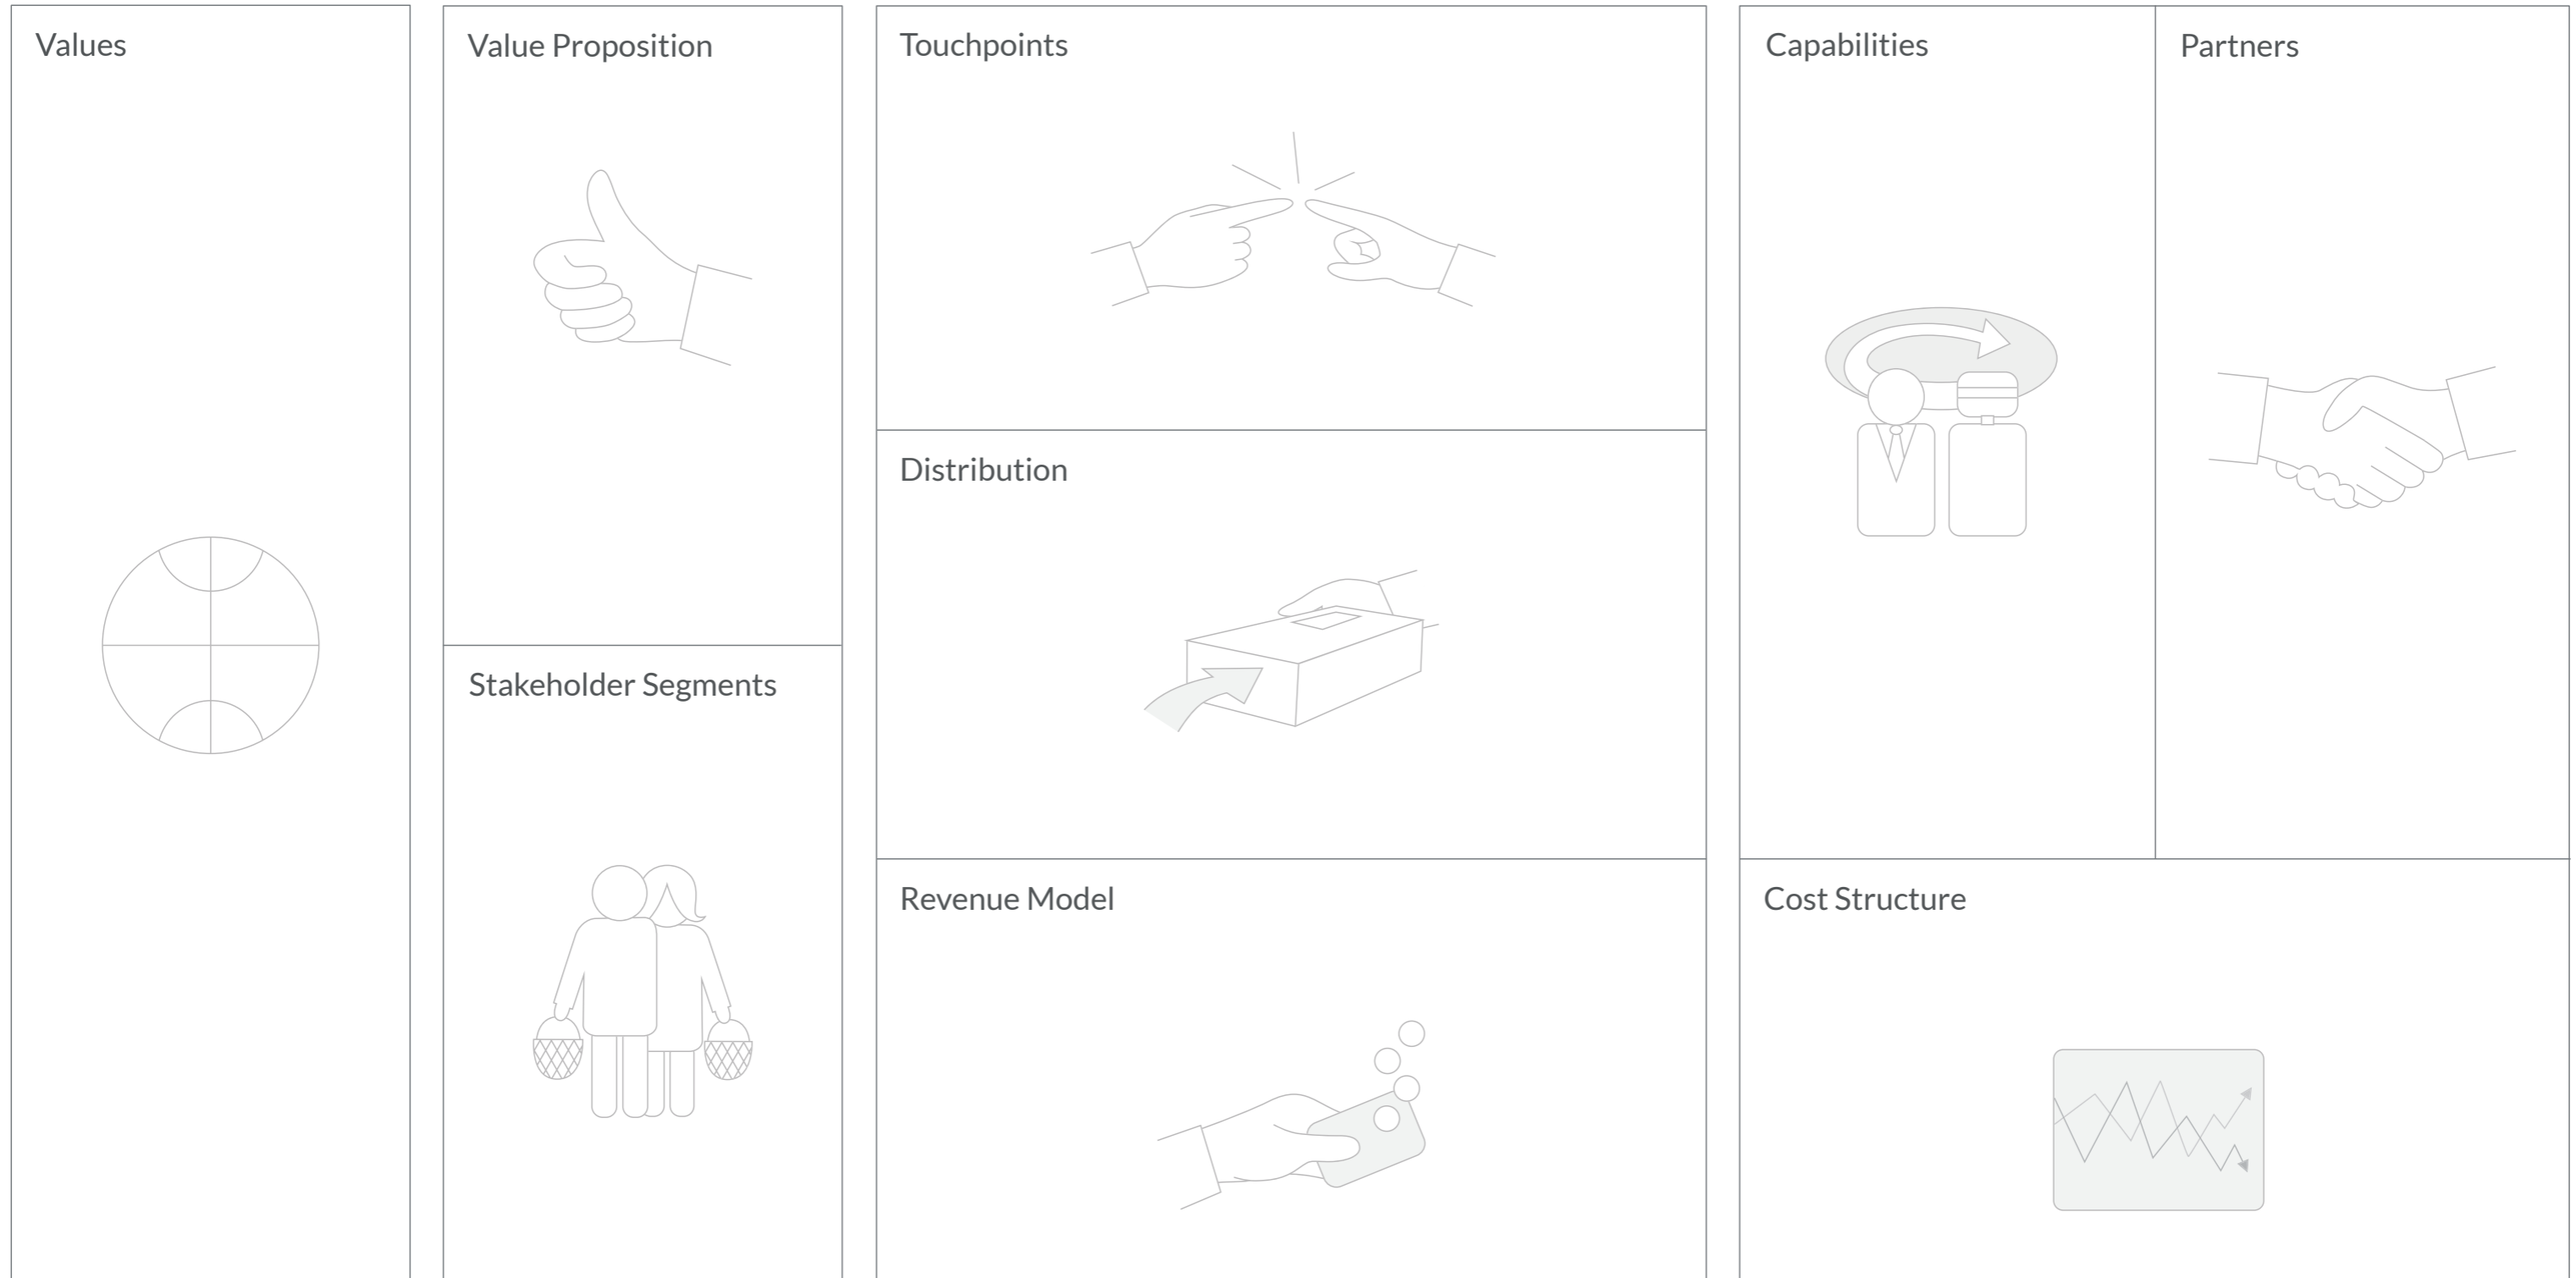 Values
Value Proposition
Stakeholder Segments
Touchpoints
Distribution
Revenue Model
Capabilities
Partners
Cost Structure